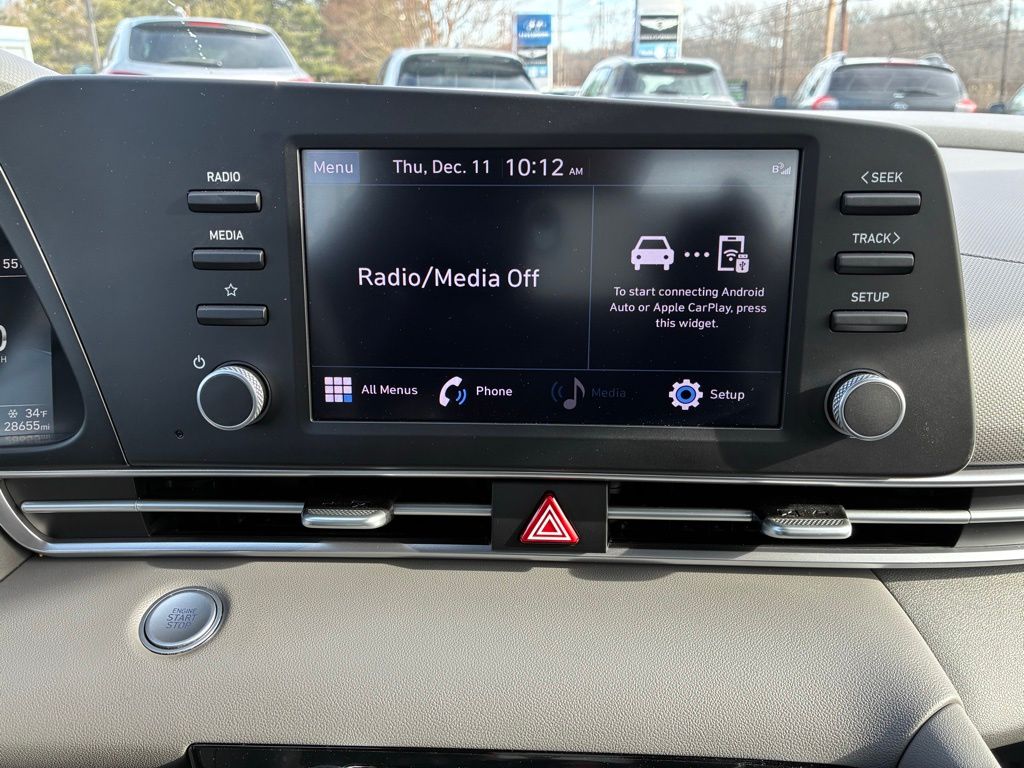 RADIO
MEDIA
Menu
Thu, Dec. 11 10:12 AM
Radio/Media Off
To start connecting Android
Auto or Apple CarPlay, press
this widget.
All Menus
Phone
Media
Setup
<SEEK
TRACK>
SETUP
55.
34°F
28655mi
ENGINE
START
STOP